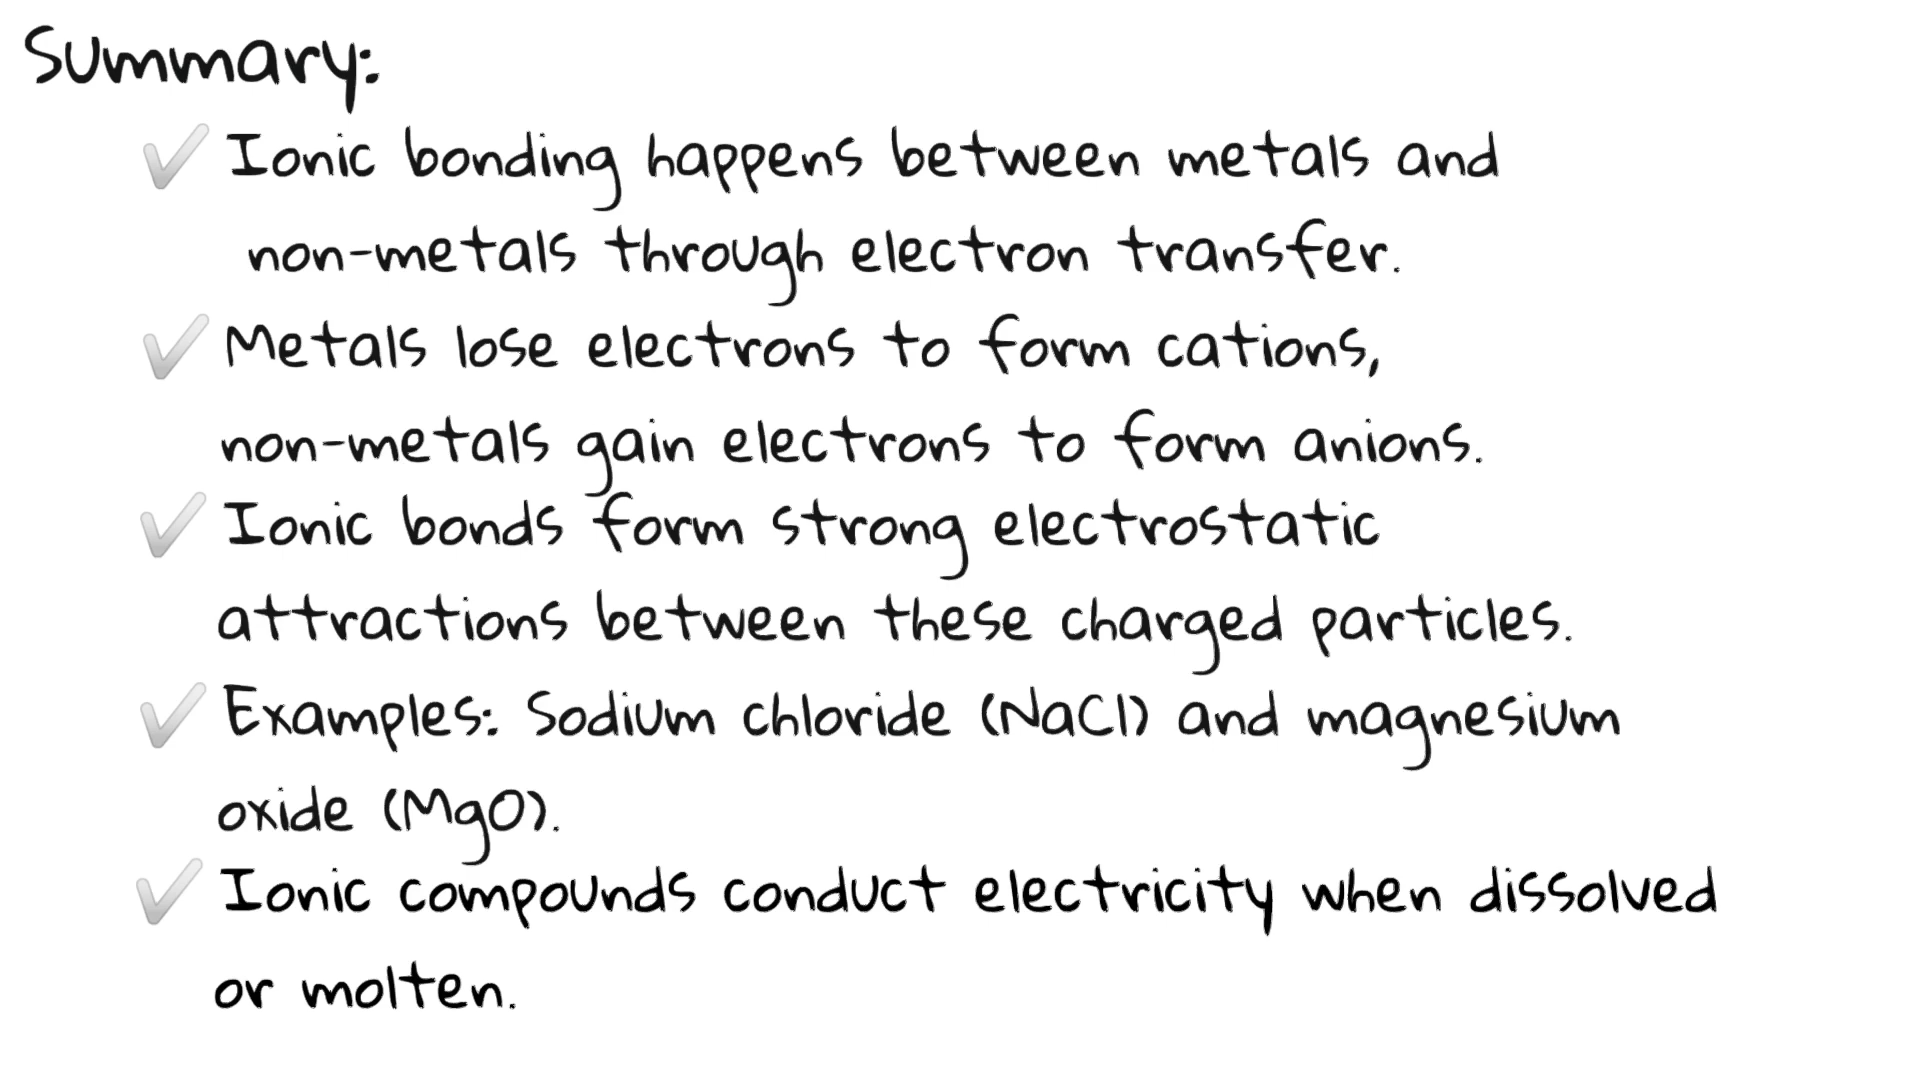 Summary:
✔ Ionic bonding happens between metals and
non-metals through electron transfer.
✔ Metals lose electrons to form cations,
non-metals gain electrons to form anions.
✔ Ionic bonds form strong electrostatic
attractions between these charged particles.
✔ Examples: Sodium chloride (NaCl) and magnesium
oxide (MgO).
✔ Ionic compounds conduct electricity when dissolved
or molten.